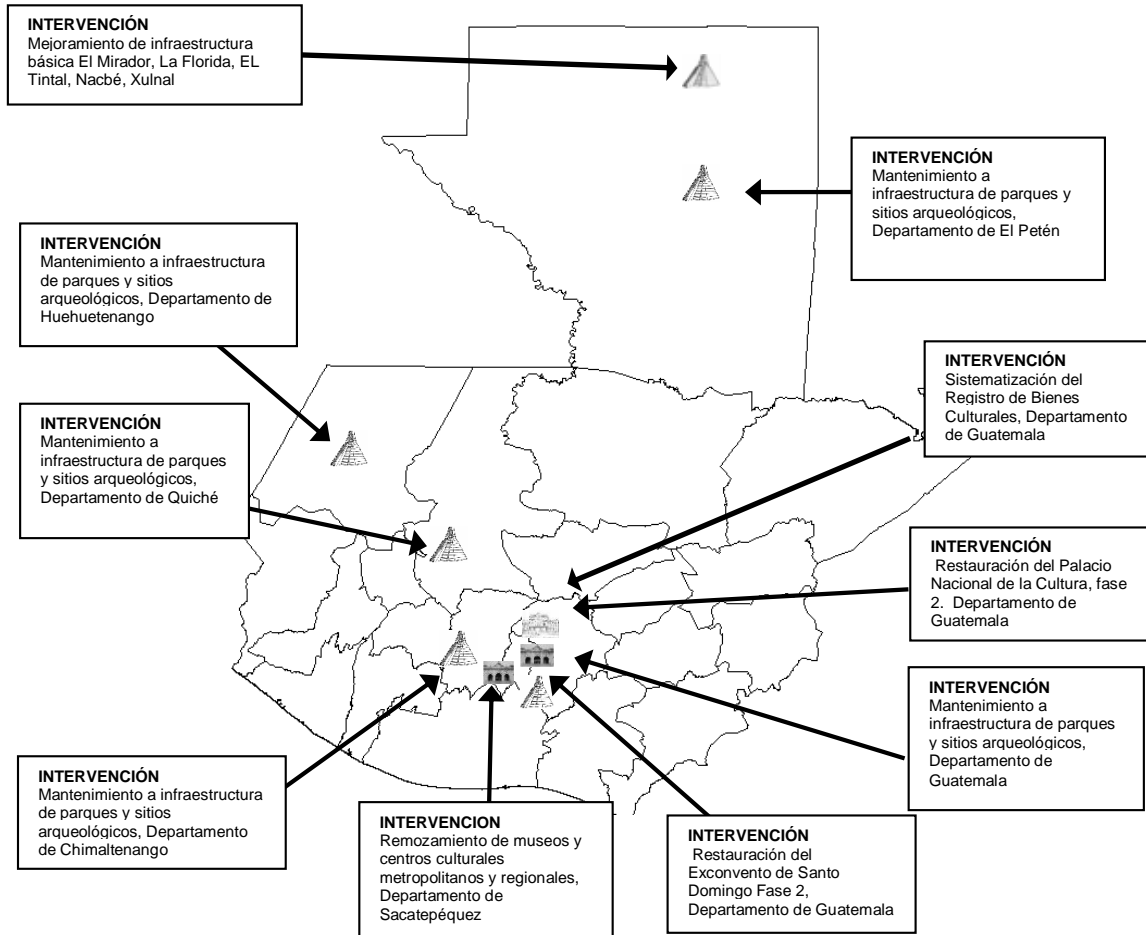 INTERVENCIÓN
Mejoramiento de infraestructura
básica El Mirador, La Florida, EL
Tintal, Nacbé, Xulnal
INTERVENCIÓN
Mantenimiento a
infraestructura de parques y
sitios arqueológicos,
Departamento de El Petén
INTERVENCIÓN
Mantenimiento a infraestructura
de parques y sitios
arqueológicos, Departamento de
Huehuetenango
INTERVENCIÓN
Sistematización del
Registro de Bienes
Culturales, Departamento
de Guatemala
INTERVENCIÓN
Mantenimiento a
infraestructura de parques
y sitios arqueológicos,
Departamento de Quiché
INTERVENCIÓN
Restauración del Palacio
Nacional de la Cultura, fase
2. Departamento de
Guatemala
INTERVENCIÓN
Mantenimiento a
infraestructura de parques
y sitios arqueológicos,
Departamento de
Guatemala
INTERVENCIÓN
Mantenimiento a infraestructura
de parques y sitios
arqueológicos, Departamento
de Chimaltenango
INTERVENCION
Remozamiento de museos y
centros culturales
metropolitanos y regionales,
Departamento de
Sacatepéquez
INTERVENCIÓN
Restauración del
Exconvento de Santo
Domingo Fase 2,
Departamento de Guatemala